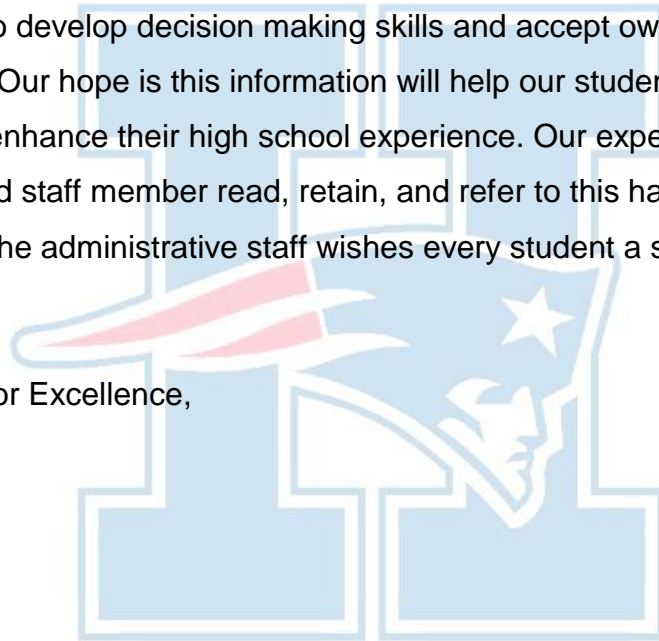 o develop decision making skills and accept ow
Our hope is this information will help our studen
enhance their high school experience. Our expe
d staff member read, retain, and refer to this ha
he administrative staff wishes every student a s
or Excellence,